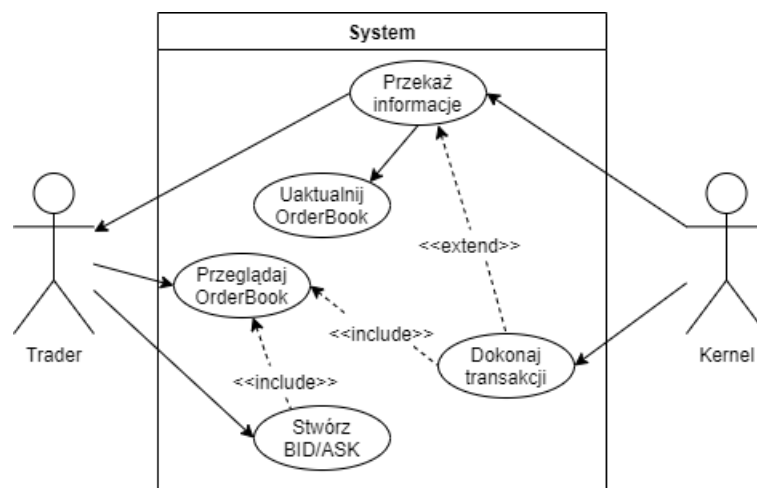 System
Przekaż
informacje
Uaktualnij
OrderBook
<<extend>>
Przeglądaj
OrderBook
<<include>>
Trader
Dokonaj
transakcji
Kernel
<<include>>
Stwórz
BID/ASK